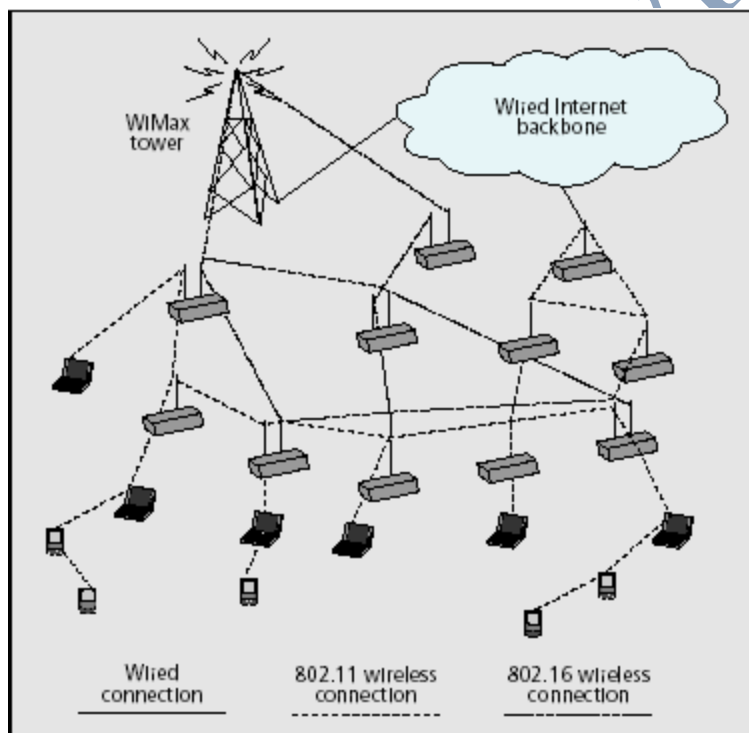 WiMax
tower
Wired Internet
backbone
Wired
connection
802.11 wireless
connection
802.16 wireless
connection